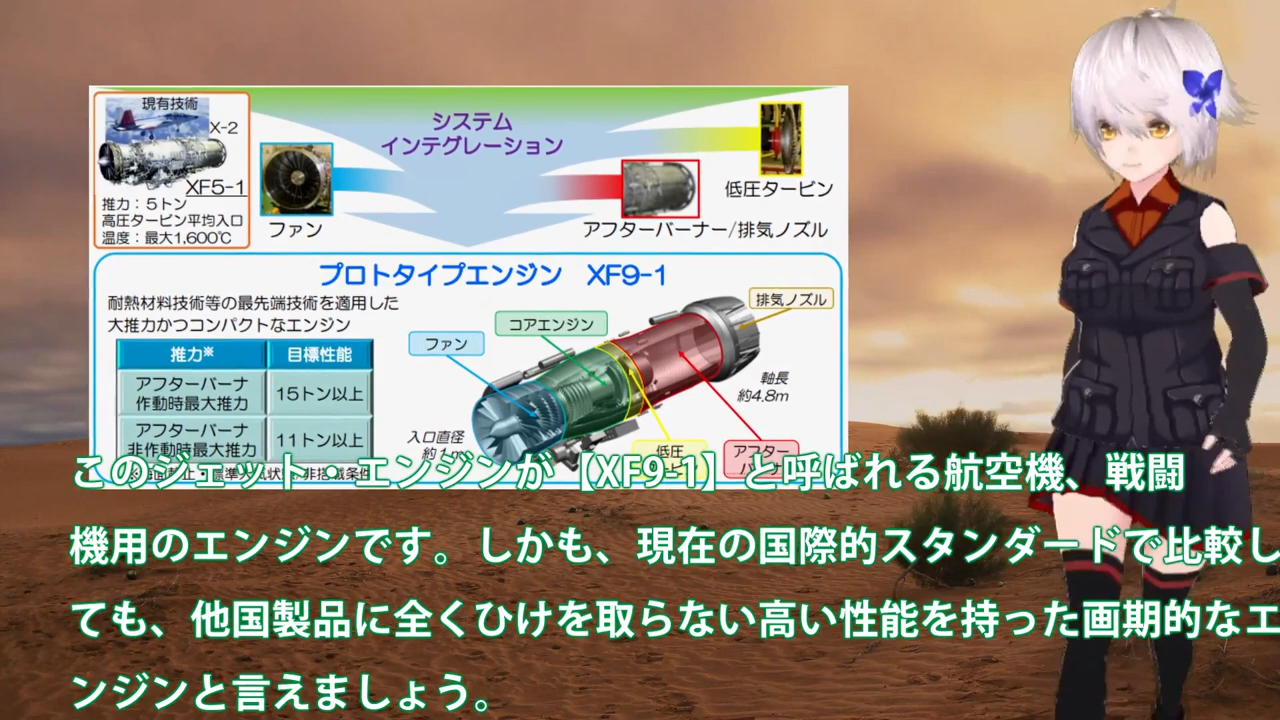 現有技術
X-2
XF5-1
推力：５トン
高圧タービン平均入口
温度：最大1,600℃
システム
インテグレーション
ファン
アフターバーナー/排気ノズル
低圧タービン
プロトタイプエンジン　XF9-1
耐熱材料技術等の最先端技術を適用した
大推力かつコンパクトなエンジン
推力※
目標性能
アフターバーナ
作動時最大推力
15トン以上
アフターバーナ
非作動時最大推力
11トン以上
ファン
コアエンジン
排気ノズル
軸長
約4.8m
入口直径
約１m
低圧
アフター
このジェット・エンジンが【XF9-1】と呼ばれる航空機、戦闘
機用のエンジンです。しかも、現在の国際的スタンダードで比較し
ても、他国製品に全くひけを取らない高い性能を持った画期的なエ
ンジンと言えましょう。